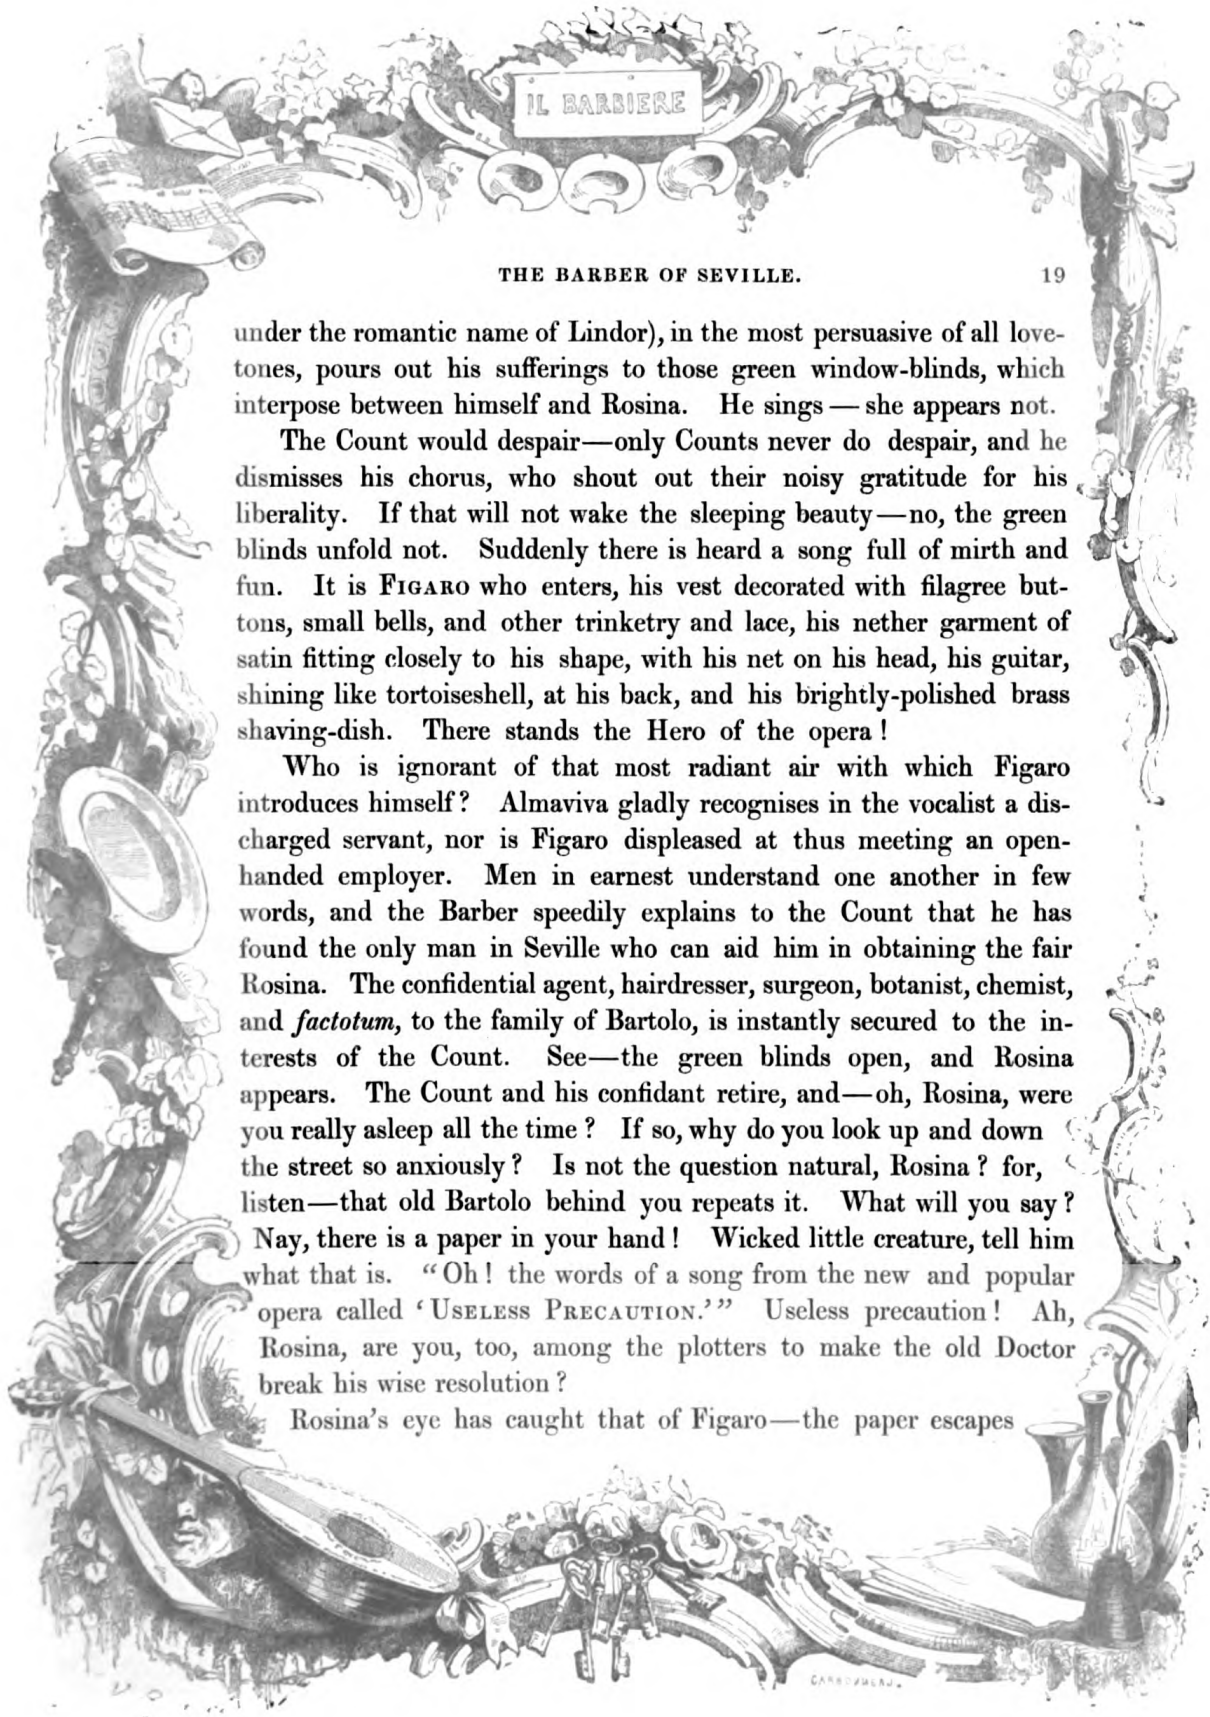 IL BARBIERE
THE BARBER OF SEVILLE. 19
under the romantic name of Lindor), in the most persuasive of all love-
tones, pours out his sufferings to those green window-blinds, which
interpose between himself and Rosina. He sings — she appears not.
The Count would despair—only Counts never do despair, and he
dismisses his chorus, who shout out their noisy gratitude for his
liberality. If that will not wake the sleeping beauty—no, the green
blinds unfold not. Suddenly there is heard a song full of mirth and
fun. It is FIGARO who enters, his vest decorated with filagree but-
tons, small bells, and other trinketry and lace, his nether garment of
satin fitting closely to his shape, with his net on his head, his guitar,
shining like tortoiseshell, at his back, and his brightly-polished brass
shaving-dish. There stands the Hero of the opera !
Who is ignorant of that most radiant air with which Figaro
introduces himself ? Almaviva gladly recognises in the vocalist a dis-
charged servant, nor is Figaro displeased at thus meeting an open-
handed employer. Men in earnest understand one another in few
words, and the Barber speedily explains to the Count that he has
found the only man in Seville who can aid him in obtaining the fair
Rosina. The confidential agent, hairdresser, surgeon, botanist, chemist,
and factotum, to the family of Bartolo, is instantly secured to the in-
terests of the Count. See—the green blinds open, and Rosina
appears. The Count and his confidant retire, and—oh, Rosina, were
you really asleep all the time ? If so, why do you look up and down
the street so anxiously ? Is not the question natural, Rosina ? for,
listen—that old Bartolo behind you repeats it. What will you say ?
Nay, there is a paper in your hand ! Wicked little creature, tell him
what that is. “Oh ! the words of a song from the new and popular
opera called ‘USELESS PRECAUTION.’” Useless precaution ! Ah,
Rosina, are you, too, among the plotters to make the old Doctor
break his wise resolution ?
Rosina’s eye has caught that of Figaro—the paper escapes